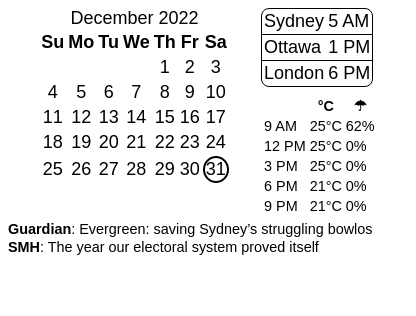 December 2022
Su Mo Tu We Th Fr Sa
1 2 3
4 5 6 7 8 9 10
11 12 13 14 15 16 17
18 19 20 21 22 23 24
25 26 27 28 29 30 31
Sydney 5 AM
Ottawa 1 PM
London 6 PM
°C ☂
9 AM 25°C 62%
12 PM 25°C 0%
3 PM 25°C 0%
6 PM 21°C 0%
9 PM 21°C 0%
Guardian: Evergreen: saving Sydney’s struggling bowlos
SMH: The year our electoral system proved itself